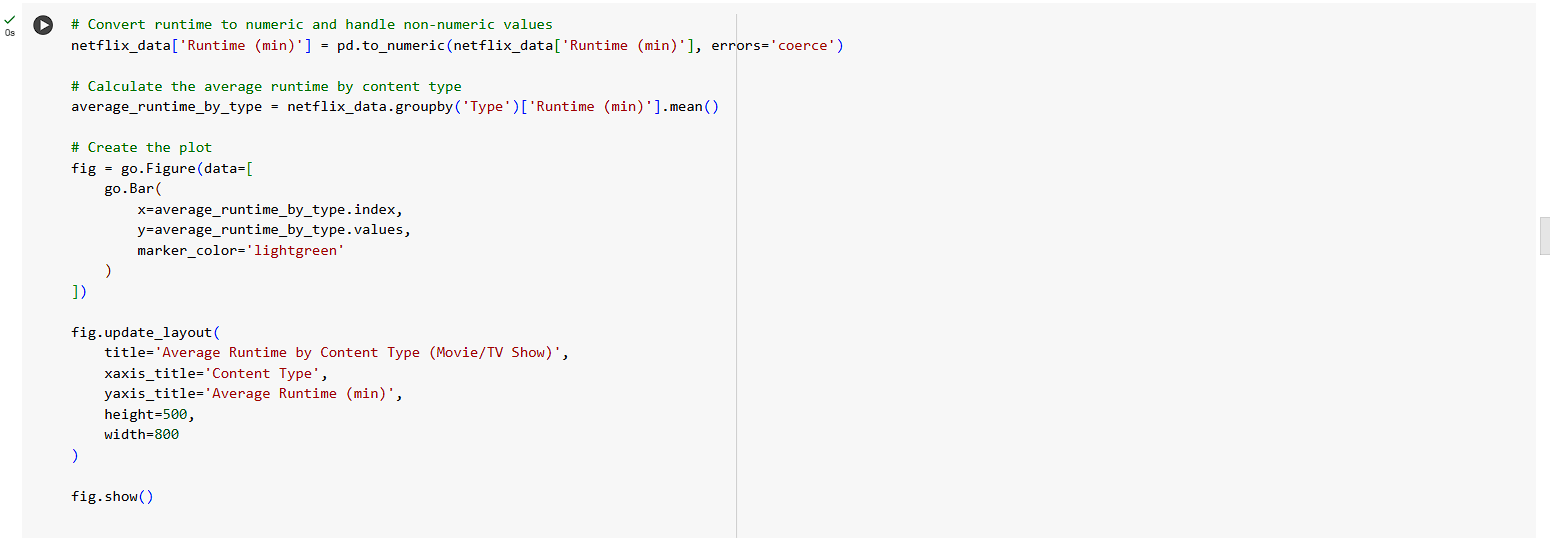 0s
# Convert runtime to numeric and handle non-numeric values
netflix_data['Runtime (min)'] = pd.to_numeric(netflix_data['Runtime (min)'], errors='coerce')

# Calculate the average runtime by content type
average_runtime_by_type = netflix_data.groupby('Type')['Runtime (min)'].mean()

# Create the plot
fig = go.Figure(data=[
    go.Bar(
        x=average_runtime_by_type.index,
        y=average_runtime_by_type.values,
        marker_color='lightgreen'
    )
])

fig.update_layout(
    title='Average Runtime by Content Type (Movie/TV Show)',
    xaxis_title='Content Type',
    yaxis_title='Average Runtime (min)',
    height=500,
    width=800
)

fig.show()